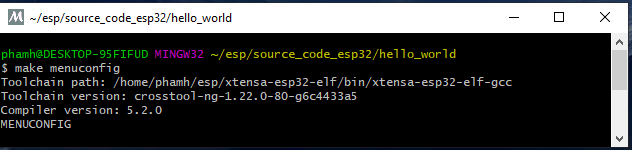 ~/esp/source_code_esp32/hello_world
phamh@DESKTOP-95FIFUD MINGW32 ~/esp/source_code_esp32/hello_world
$ make menuconfig
Toolchain path: /home/phamh/esp/xtensa-esp32-elf/bin/xtensa-esp32-elf-gcc
Toolchain version: crosstool-ng-1.22.0-80-g6c4433a5
Compiler version: 5.2.0
MENUCONFIG